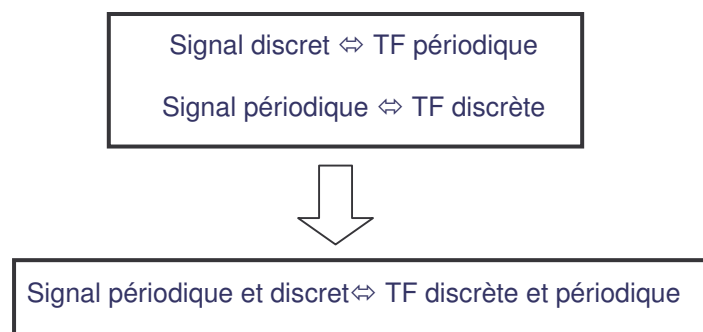 Signal discret ⇔ TF périodique
Signal périodique ⇔ TF discrète
Signal périodique et discret⇔ TF discrète et périodique